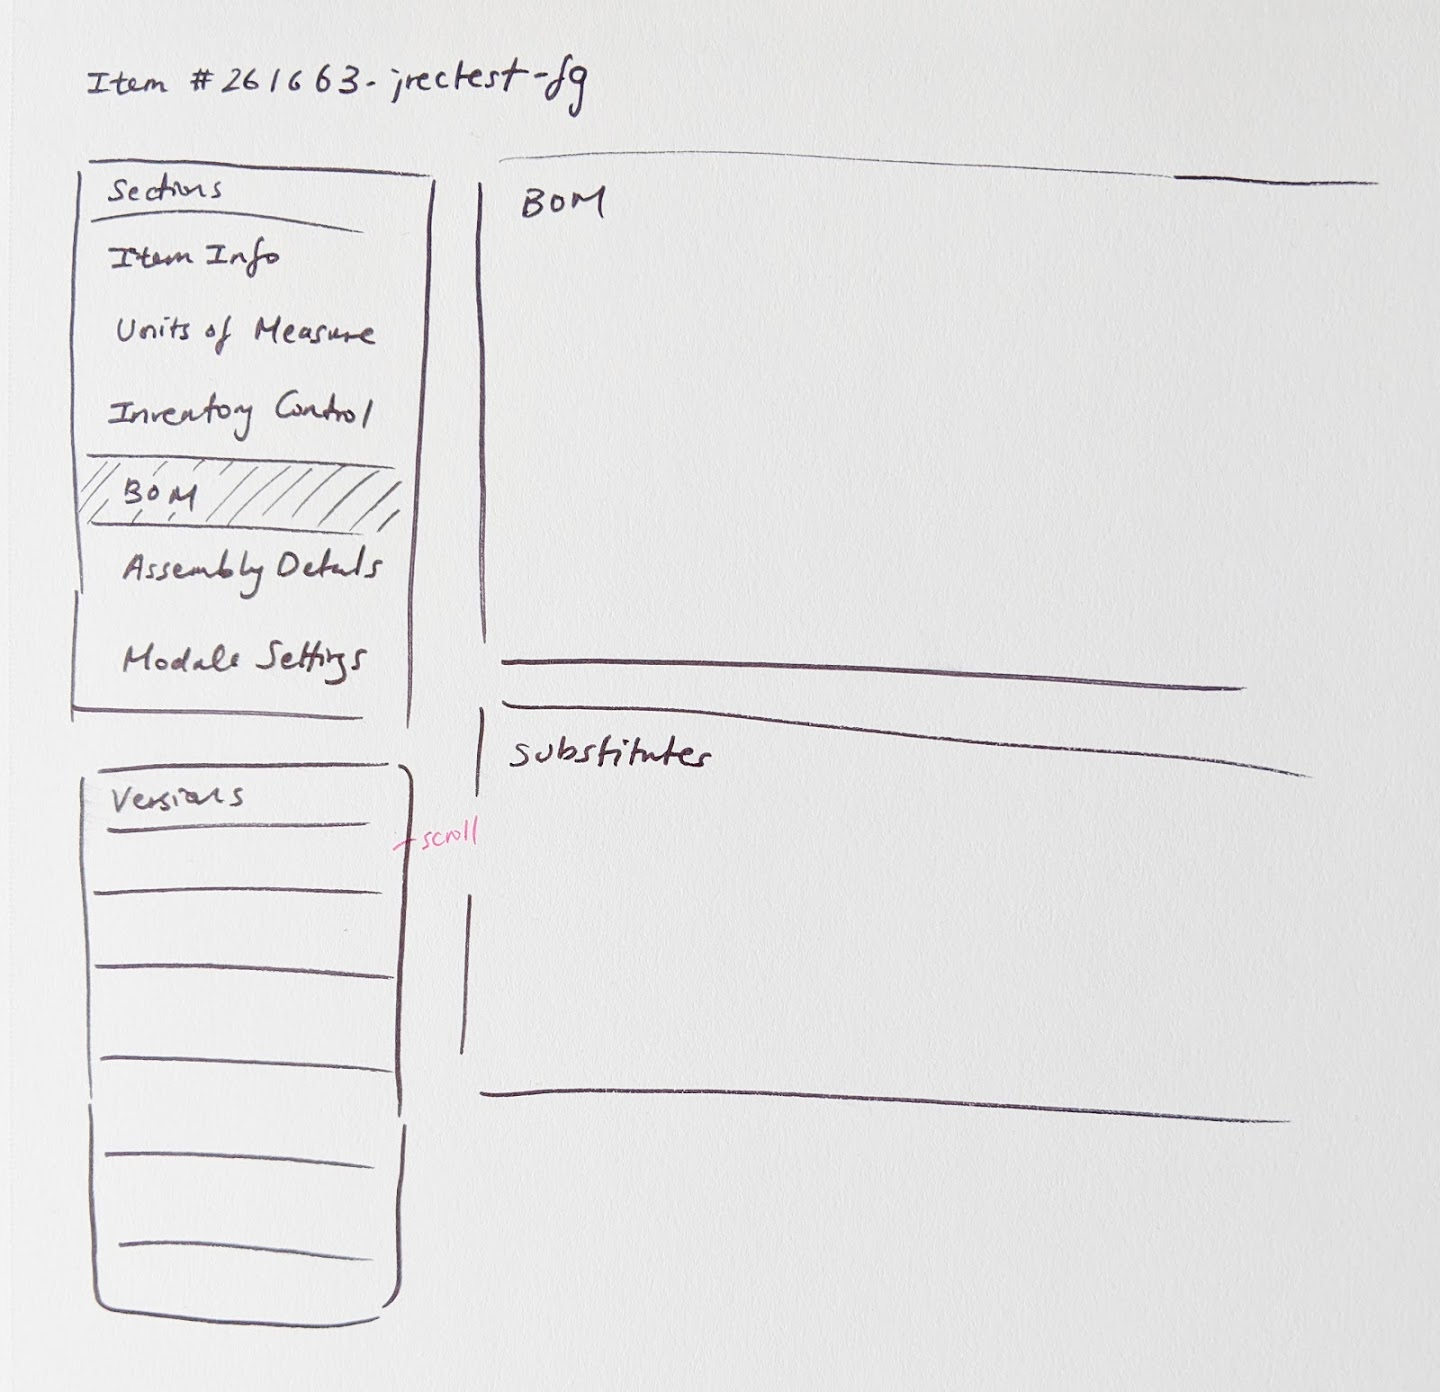 Item #261663-jrectest-fg
Sections
Item Info
Units of Measure
Inventory Control
BOM
Assembly Details
Module Settings
Versions
scroll
BOM
Substitutes